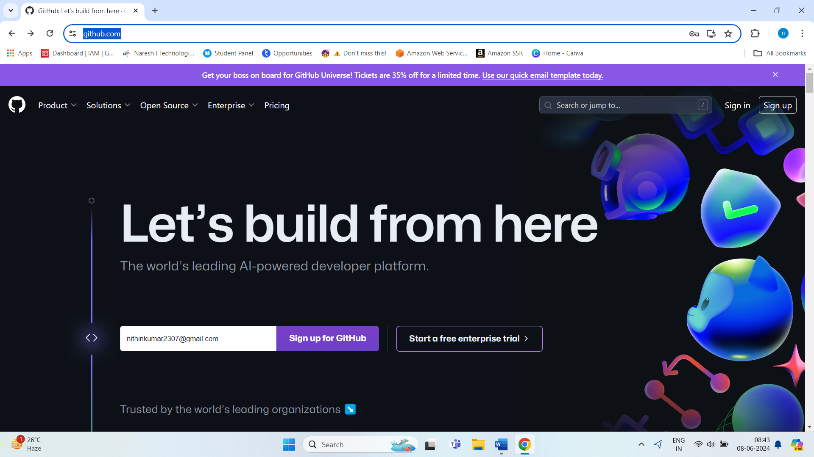 GitHub: Let's build from here · G
github.com
Apps
Dashboard | IAM | G...
Naresh I Technologi...
Student Panel
Opportunities
Don't miss this!
Amazon Web Servic...
Amazon SSK
Home - Canva
All Bookmarks
Get your boss on board for GitHub Universe! Tickets are 35% off for a limited time. Use our quick email template today.
Product
Solutions
Open Source
Enterprise
Pricing
Search or jump to...
/
Sign in
Sign up
Let's build from here
The world's leading AI-powered developer platform.
nithinkumar2307@gmail.com
Sign up for GitHub
Start a free enterprise trial
Trusted by the world's leading organizations
1
26°C
Haze
Search
ENG
IN
08:43
08-06-2024